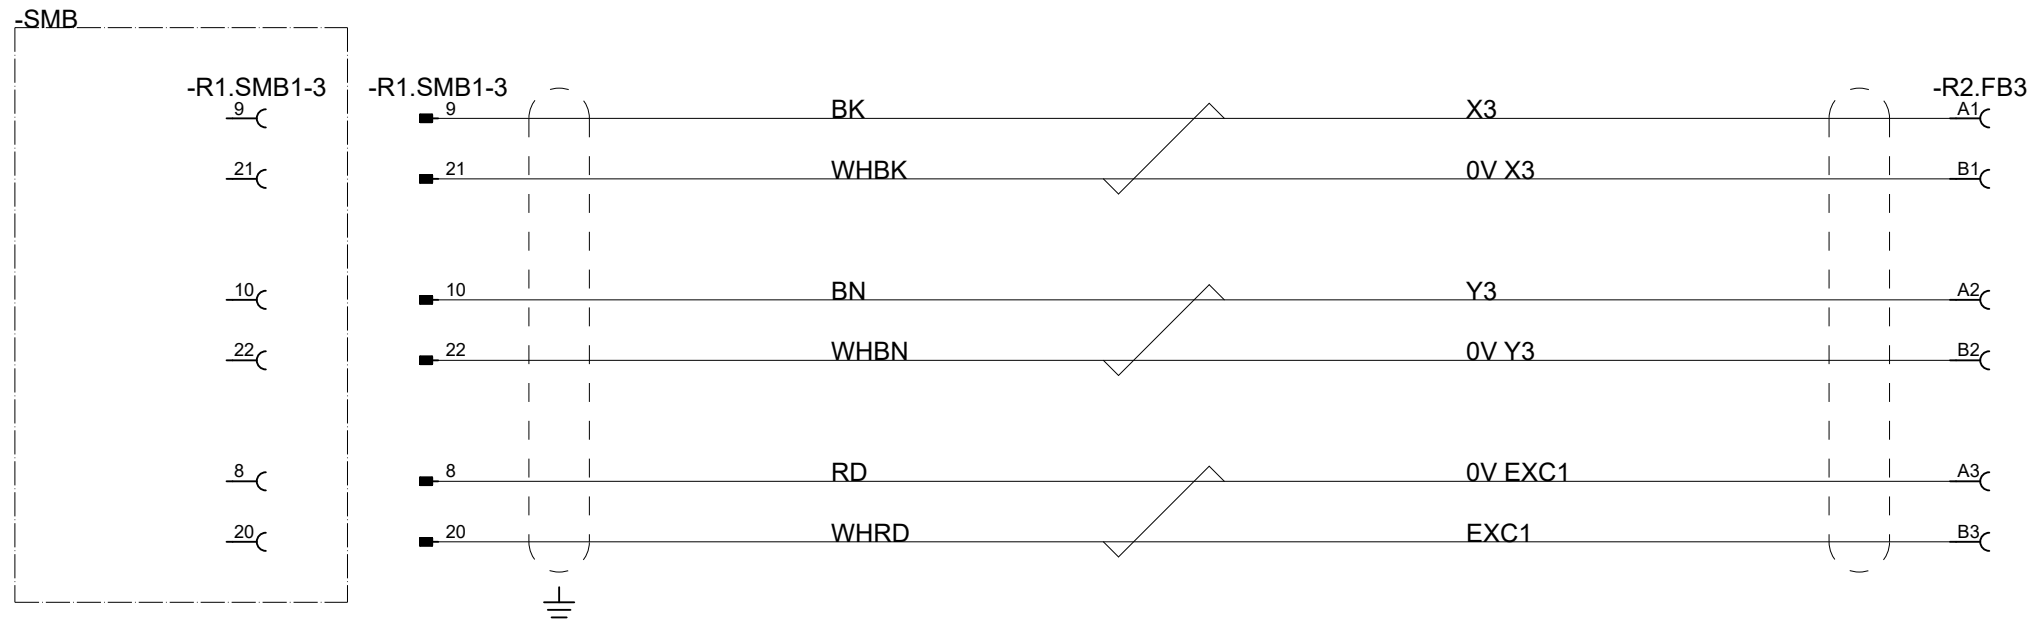 -SMB
-R1.SMB1-3 -R1.SMB1-3 -R2.FB3
9 9 BK X3 A1
21 21 WHBK 0V X3 B1
10 10 BN Y3 A2
22 22 WHBN 0V Y3 B2
8 8 RD 0V EXC1 A3
20 20 WHRD EXC1 B3